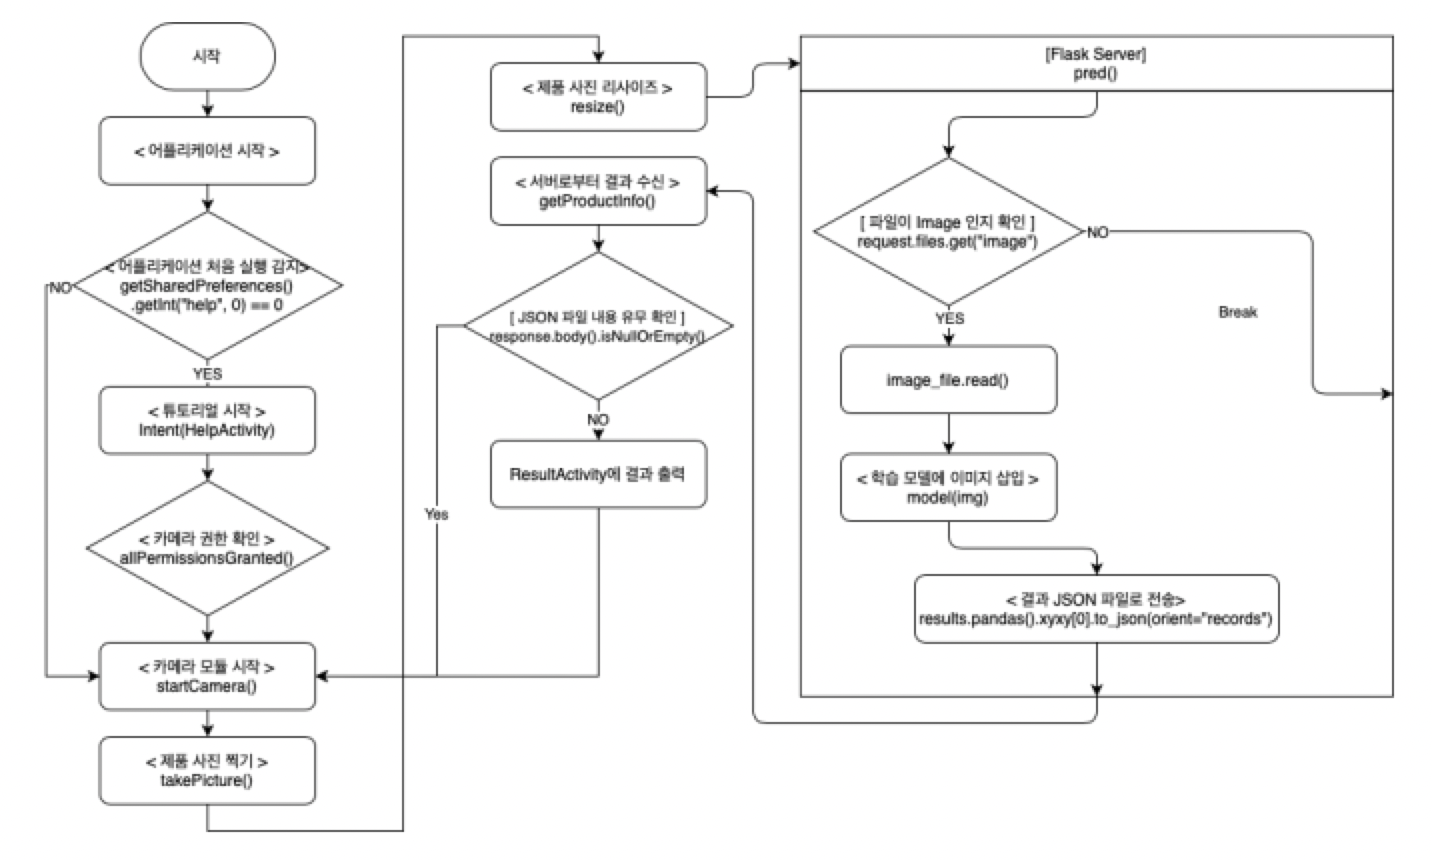 시작
< 어플리케이션 시작 >
< 어플리케이션 처음 실행 감지>
getSharedPreferences()
.getInt("help", 0) == 0
NO
YES
< 튜토리얼 시작 >
Intent(HelpActivity)
< 카메라 권한 확인 >
allPermissionsGranted()
< 카메라 모듈 시작 >
startCamera()
< 제품 사진 찍기 >
takePicture()
< 제품 사진 리사이즈 >
resize()
< 서버로부터 결과 수신 >
getProductInfo()
[ JSON 파일 내용 유무 확인 ]
response.body().isNullOrEmpty()
NO
Yes
ResultActivity에 결과 출력
[Flask Server]
pred()
[ 파일이 Image 인지 확인 ]
request.files.get("image")
NO
Break
YES
image_file.read()
< 학습 모델에 이미지 삽입 >
model(img)
< 결과 JSON 파일로 전송>
results.pandas().xyxy[0].to_json(orient="records")